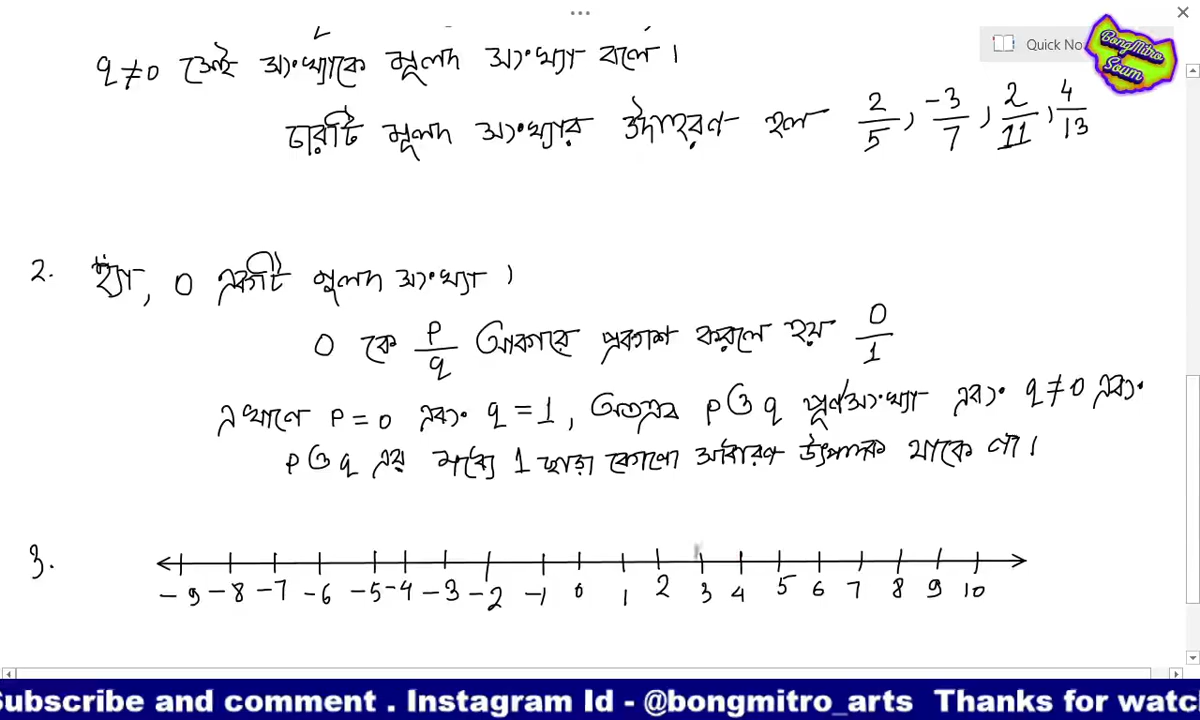 Quick No
BongMitro
Soum
q ≠ 0 সেই সংখ্যাকে মূলদ সংখ্যা বলে ।
চারটি মূলদ সংখ্যার উদাহরণ হল 2/5, -3/7, 2/11, 4/13
2. হ্যাঁ, 0 একটি মূলদ সংখ্যা ।
0 কে p/q আকারে প্রকাশ করলে হয় 0/1
এখানে P = 0 এবং q = 1, অতএব p ও q পূর্ণসংখ্যা এবং q ≠ 0 এবং
p ও q এর মধ্যে 1 ছাড়া কোনো সাধারণ উৎপাদক থাকে না ।
3.
-9 -8 -7 -6 -5 -4 -3 -2 -1 0 1 2 3 4 5 6 7 8 9 10
Subscribe and comment . Instagram Id - @bongmitro_arts Thanks for watc